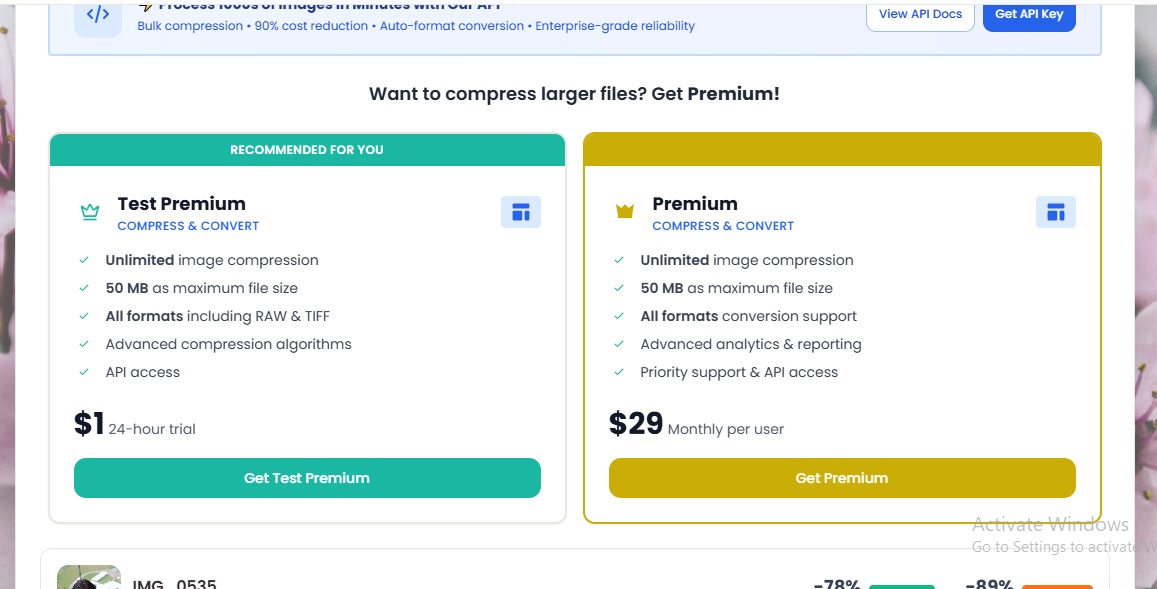 ⚡ Process 1000s of Images in Minutes with Our API
Bulk compression • 90% cost reduction • Auto-format conversion • Enterprise-grade reliability
View API Docs
Get API Key
Want to compress larger files? Get Premium!
RECOMMENDED FOR YOU
Test Premium
COMPRESS & CONVERT
Unlimited image compression
50 MB as maximum file size
All formats including RAW & TIFF
Advanced compression algorithms
API access
$1 24-hour trial
Get Test Premium
Premium
COMPRESS & CONVERT
Unlimited image compression
50 MB as maximum file size
All formats conversion support
Advanced analytics & reporting
Priority support & API access
$29 Monthly per user
Get Premium
Activate Windows
Go to Settings to activate W
IMG_0535
-78%
-89%